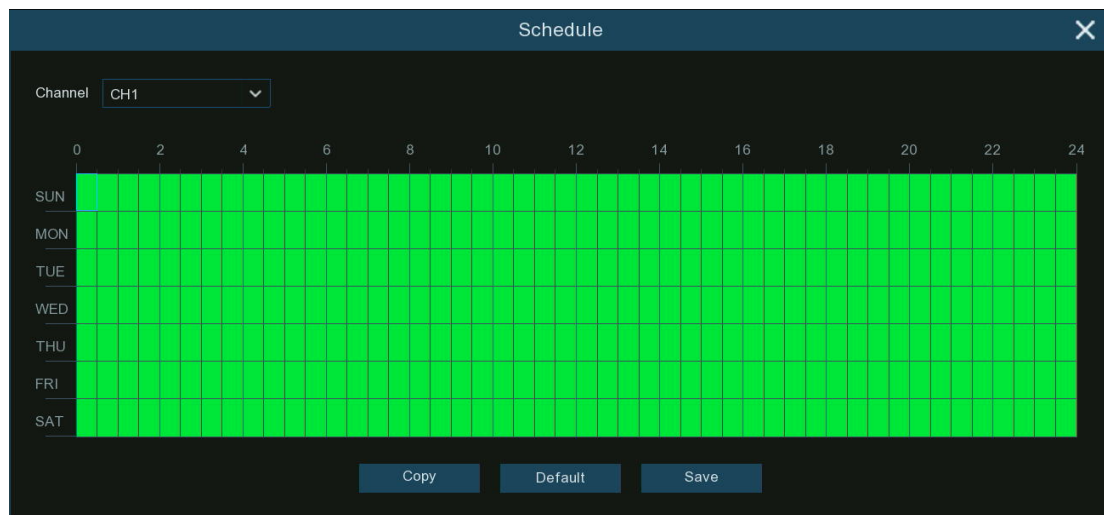 Schedule
Channel CH1
0 2 4 6 8 10 12 14 16 18 20 22 24
SUN
MON
TUE
WED
THU
FRI
SAT
Copy Default Save